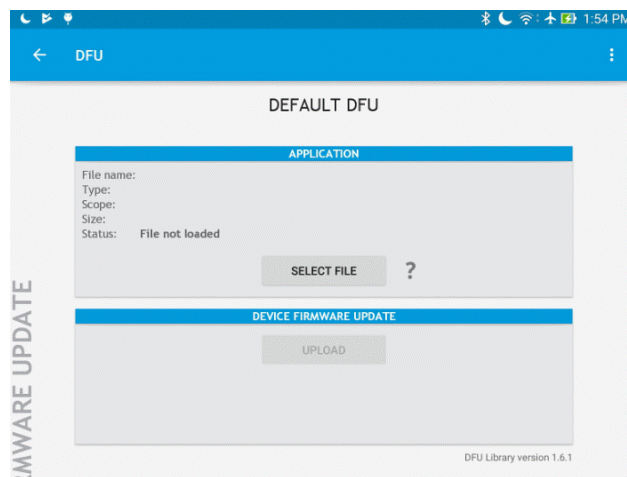 1:54 PM
DFU
DEFAULT DFU
APPLICATION
File name:
Type:
Scope:
Size:
Status: File not loaded
SELECT FILE ?
DEVICE FIRMWARE UPDATE
UPLOAD
DFU Library version 1.6.1
MWARE UPDATE